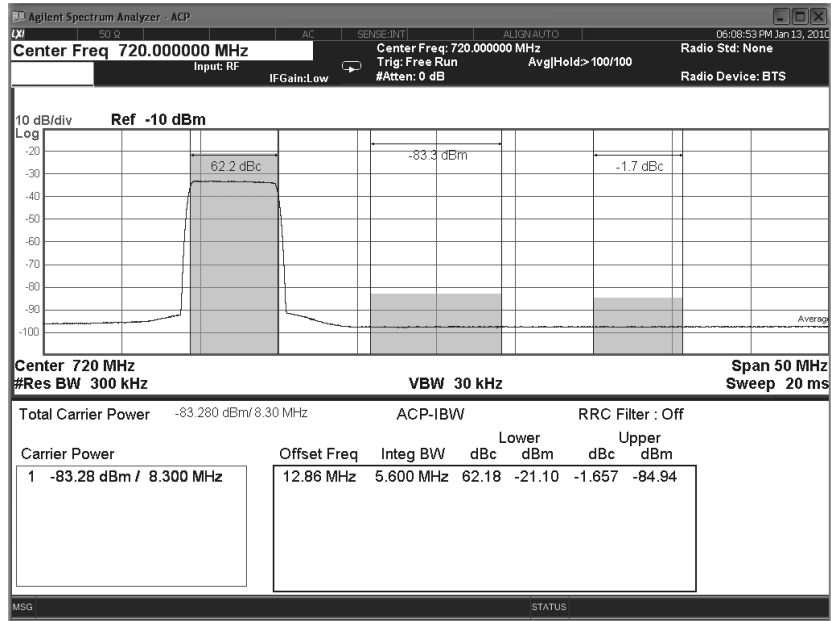 Agilent Spectrum Analyzer - ACP
LXI 50 Ω AC SENSE:INT ALIGN AUTO 06:08:53 PM Jan 13, 2010
Center Freq 720.000000 MHz
Center Freq: 720.000000 MHz
Radio Std: None
Input: RF
Trig: Free Run
Avg|Hold:>100/100
IFGain:Low
#Atten: 0 dB
Radio Device: BTS
10 dB/div
Ref -10 dBm
Log
-20
-30
-40
-50
-60
-70
-80
-90
-100
62.2 dBc
-83.3 dBm
-1.7 dBc
Average
Center 720 MHz
Span 50 MHz
#Res BW 300 kHz
VBW 30 kHz
Sweep 20 ms
Total Carrier Power -83.280 dBm/ 8.30 MHz
ACP-IBW
RRC Filter : Off
Lower Upper
Carrier Power
Offset Freq Integ BW dBc dBm dBc dBm
1 -83.28 dBm / 8.300 MHz
12.86 MHz 5.600 MHz 62.18 -21.10 -1.657 -84.94
MSG
STATUS